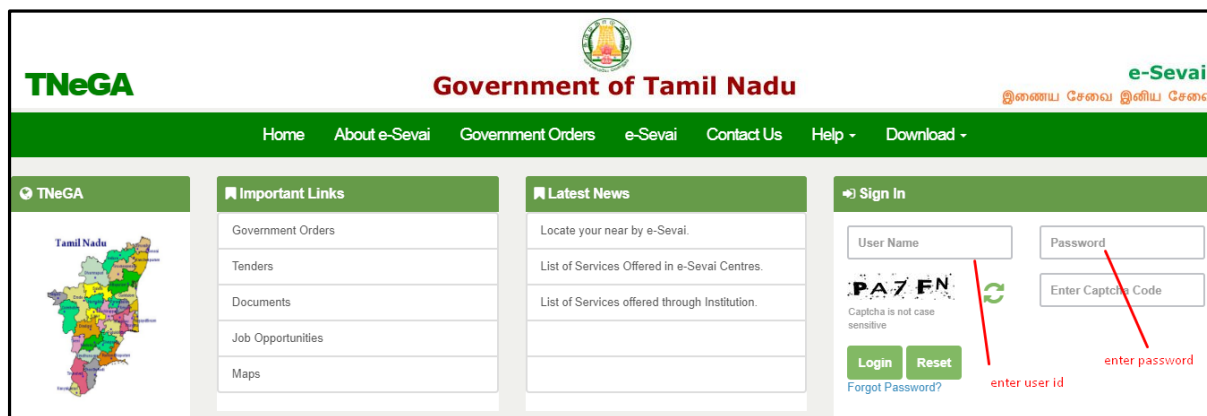 TNeGA
Government of Tamil Nadu
e-Sevai
இணைய சேவை இனிய சேவை
Home About e-Sevai Government Orders e-Sevai Contact Us Help Download
TNeGA
Tamil Nadu
Important Links
Government Orders
Tenders
Documents
Job Opportunities
Maps
Latest News
Locate your near by e-Sevai.
List of Services Offered in e-Sevai Centres.
List of Services offered through Institution.
Sign In
User Name Password
PA7FN Enter Captcha Code
Captcha is not case
sensitive
Login Reset
Forgot Password?
enter user id
enter password